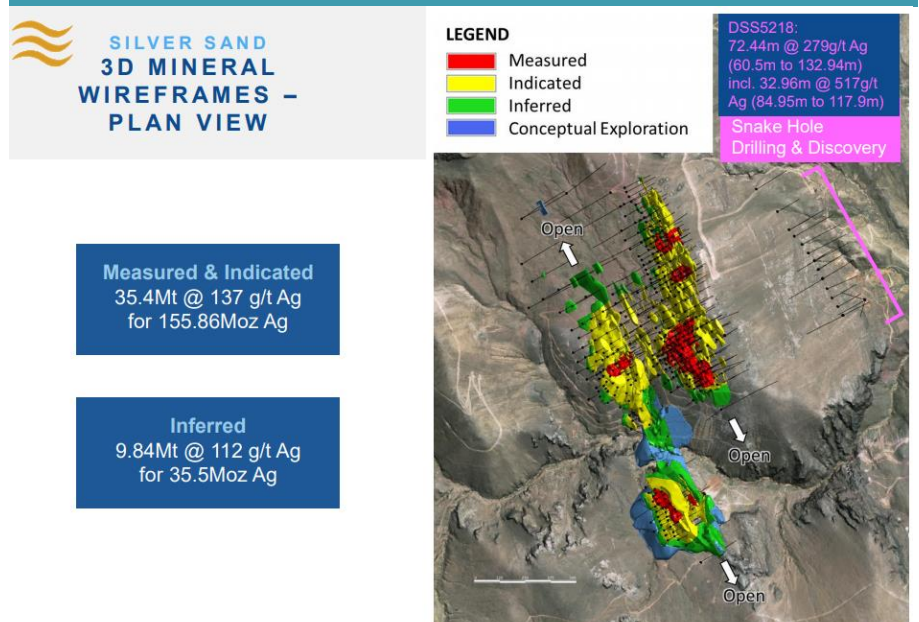 SILVER SAND
3D MINERAL
WIREFRAMES –
PLAN VIEW
Measured & Indicated
35.4Mt @ 137 g/t Ag
for 155.86Moz Ag
Inferred
9.84Mt @ 112 g/t Ag
for 35.5Moz Ag
LEGEND
Measured
Indicated
Inferred
Conceptual Exploration
DSS5218:
72.44m @ 279g/t Ag
(60.5m to 132.94m)
incl. 32.96m @ 517g/t
Ag (84.95m to 117.9m)
Snake Hole
Drilling & Discovery
Open
Open
Open